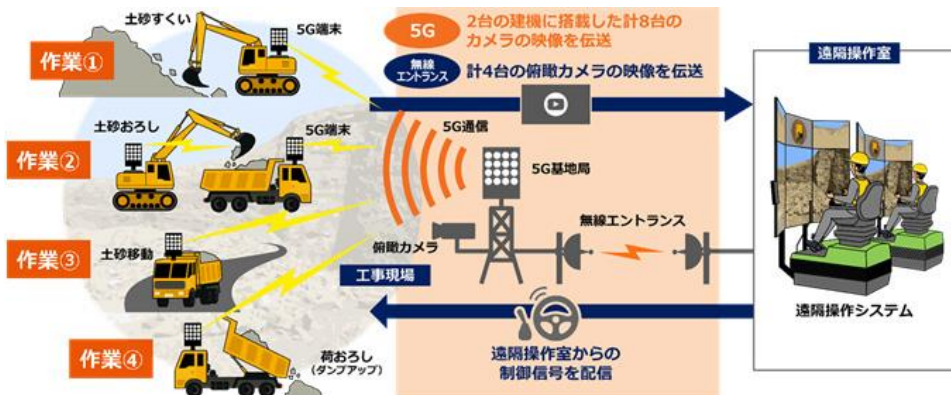 作業①
土砂すくい
5G端末
作業②
土砂おろし
5G端末
作業③
土砂移動
作業④
荷おろし
(ダンプアップ)
5G
2台の建機に搭載した計8台の
カメラの映像を伝送
無線
エントランス
計4台の俯瞰カメラの映像を伝送
5G通信
5G基地局
俯瞰カメラ
無線エントランス
工事現場
遠隔操作室からの
制御信号を配信
遠隔操作室
遠隔操作システム